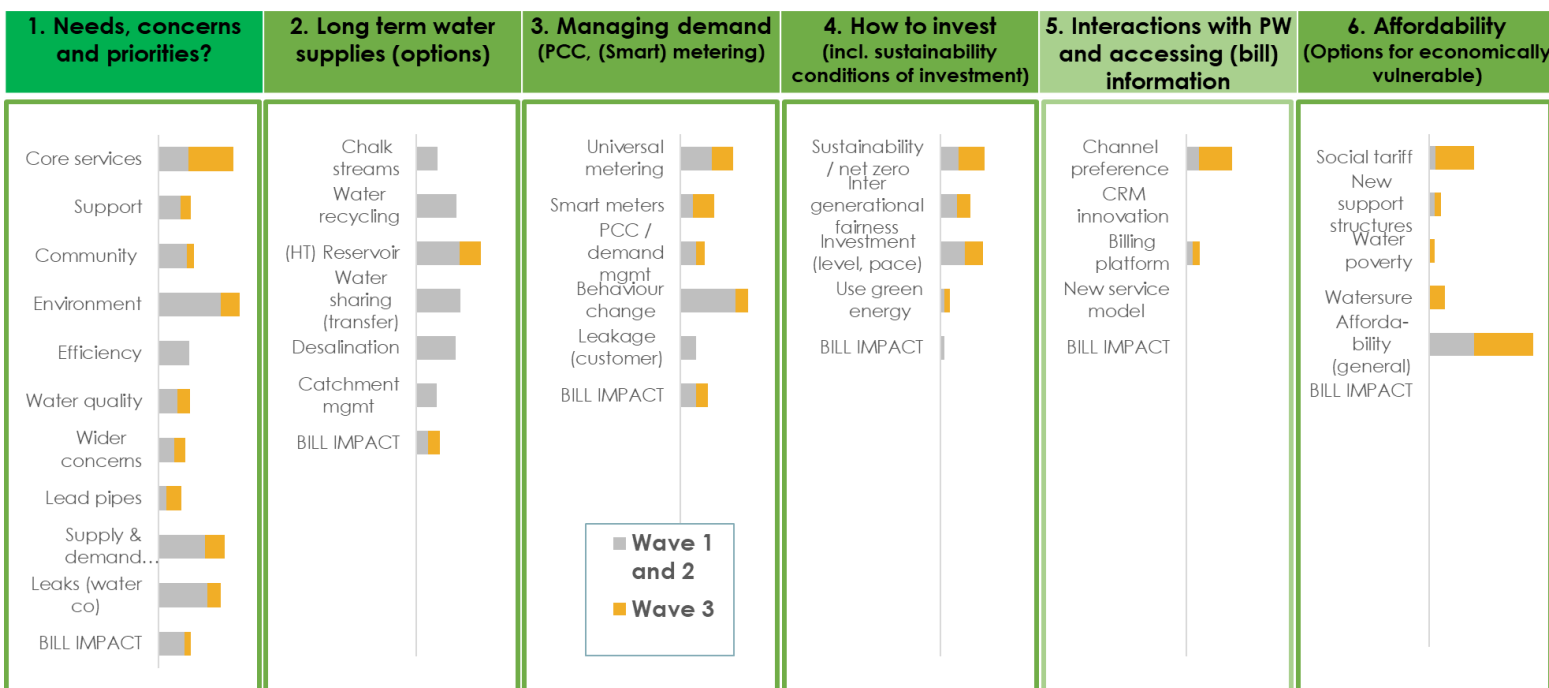 1. Needs, concerns
and priorities?
2. Long term water
supplies (options)
3. Managing demand
(PCC, (Smart) metering)
4. How to invest
(incl. sustainability
conditions of investment)
5. Interactions with PW
and accessing (bill)
information
6. Affordability
(Options for economically
vulnerable)
Core services
Support
Community
Environment
Efficiency
Water quality
Wider
concerns
Lead pipes
Supply &
demand...
Leaks (water
co)
BILL IMPACT
Chalk
streams
Water
recycling
(HT) Reservoir
Water
sharing
(transfer)
Desalination
Catchment
mgmt
BILL IMPACT
Universal
metering
Smart meters
PCC /
demand
mgmt
Behaviour
change
Leakage
(customer)
BILL IMPACT
Wave 1
and 2
Wave 3
Sustainability
/ net zero
Inter
generational
fairness
Investment
(level, pace)
Use green
energy
BILL IMPACT
Channel
preference
CRM
innovation
Billing
platform
New service
model
BILL IMPACT
Social tariff
New
support
structures
Water
poverty
Watersure
Afforda-
bility
(general)
BILL IMPACT